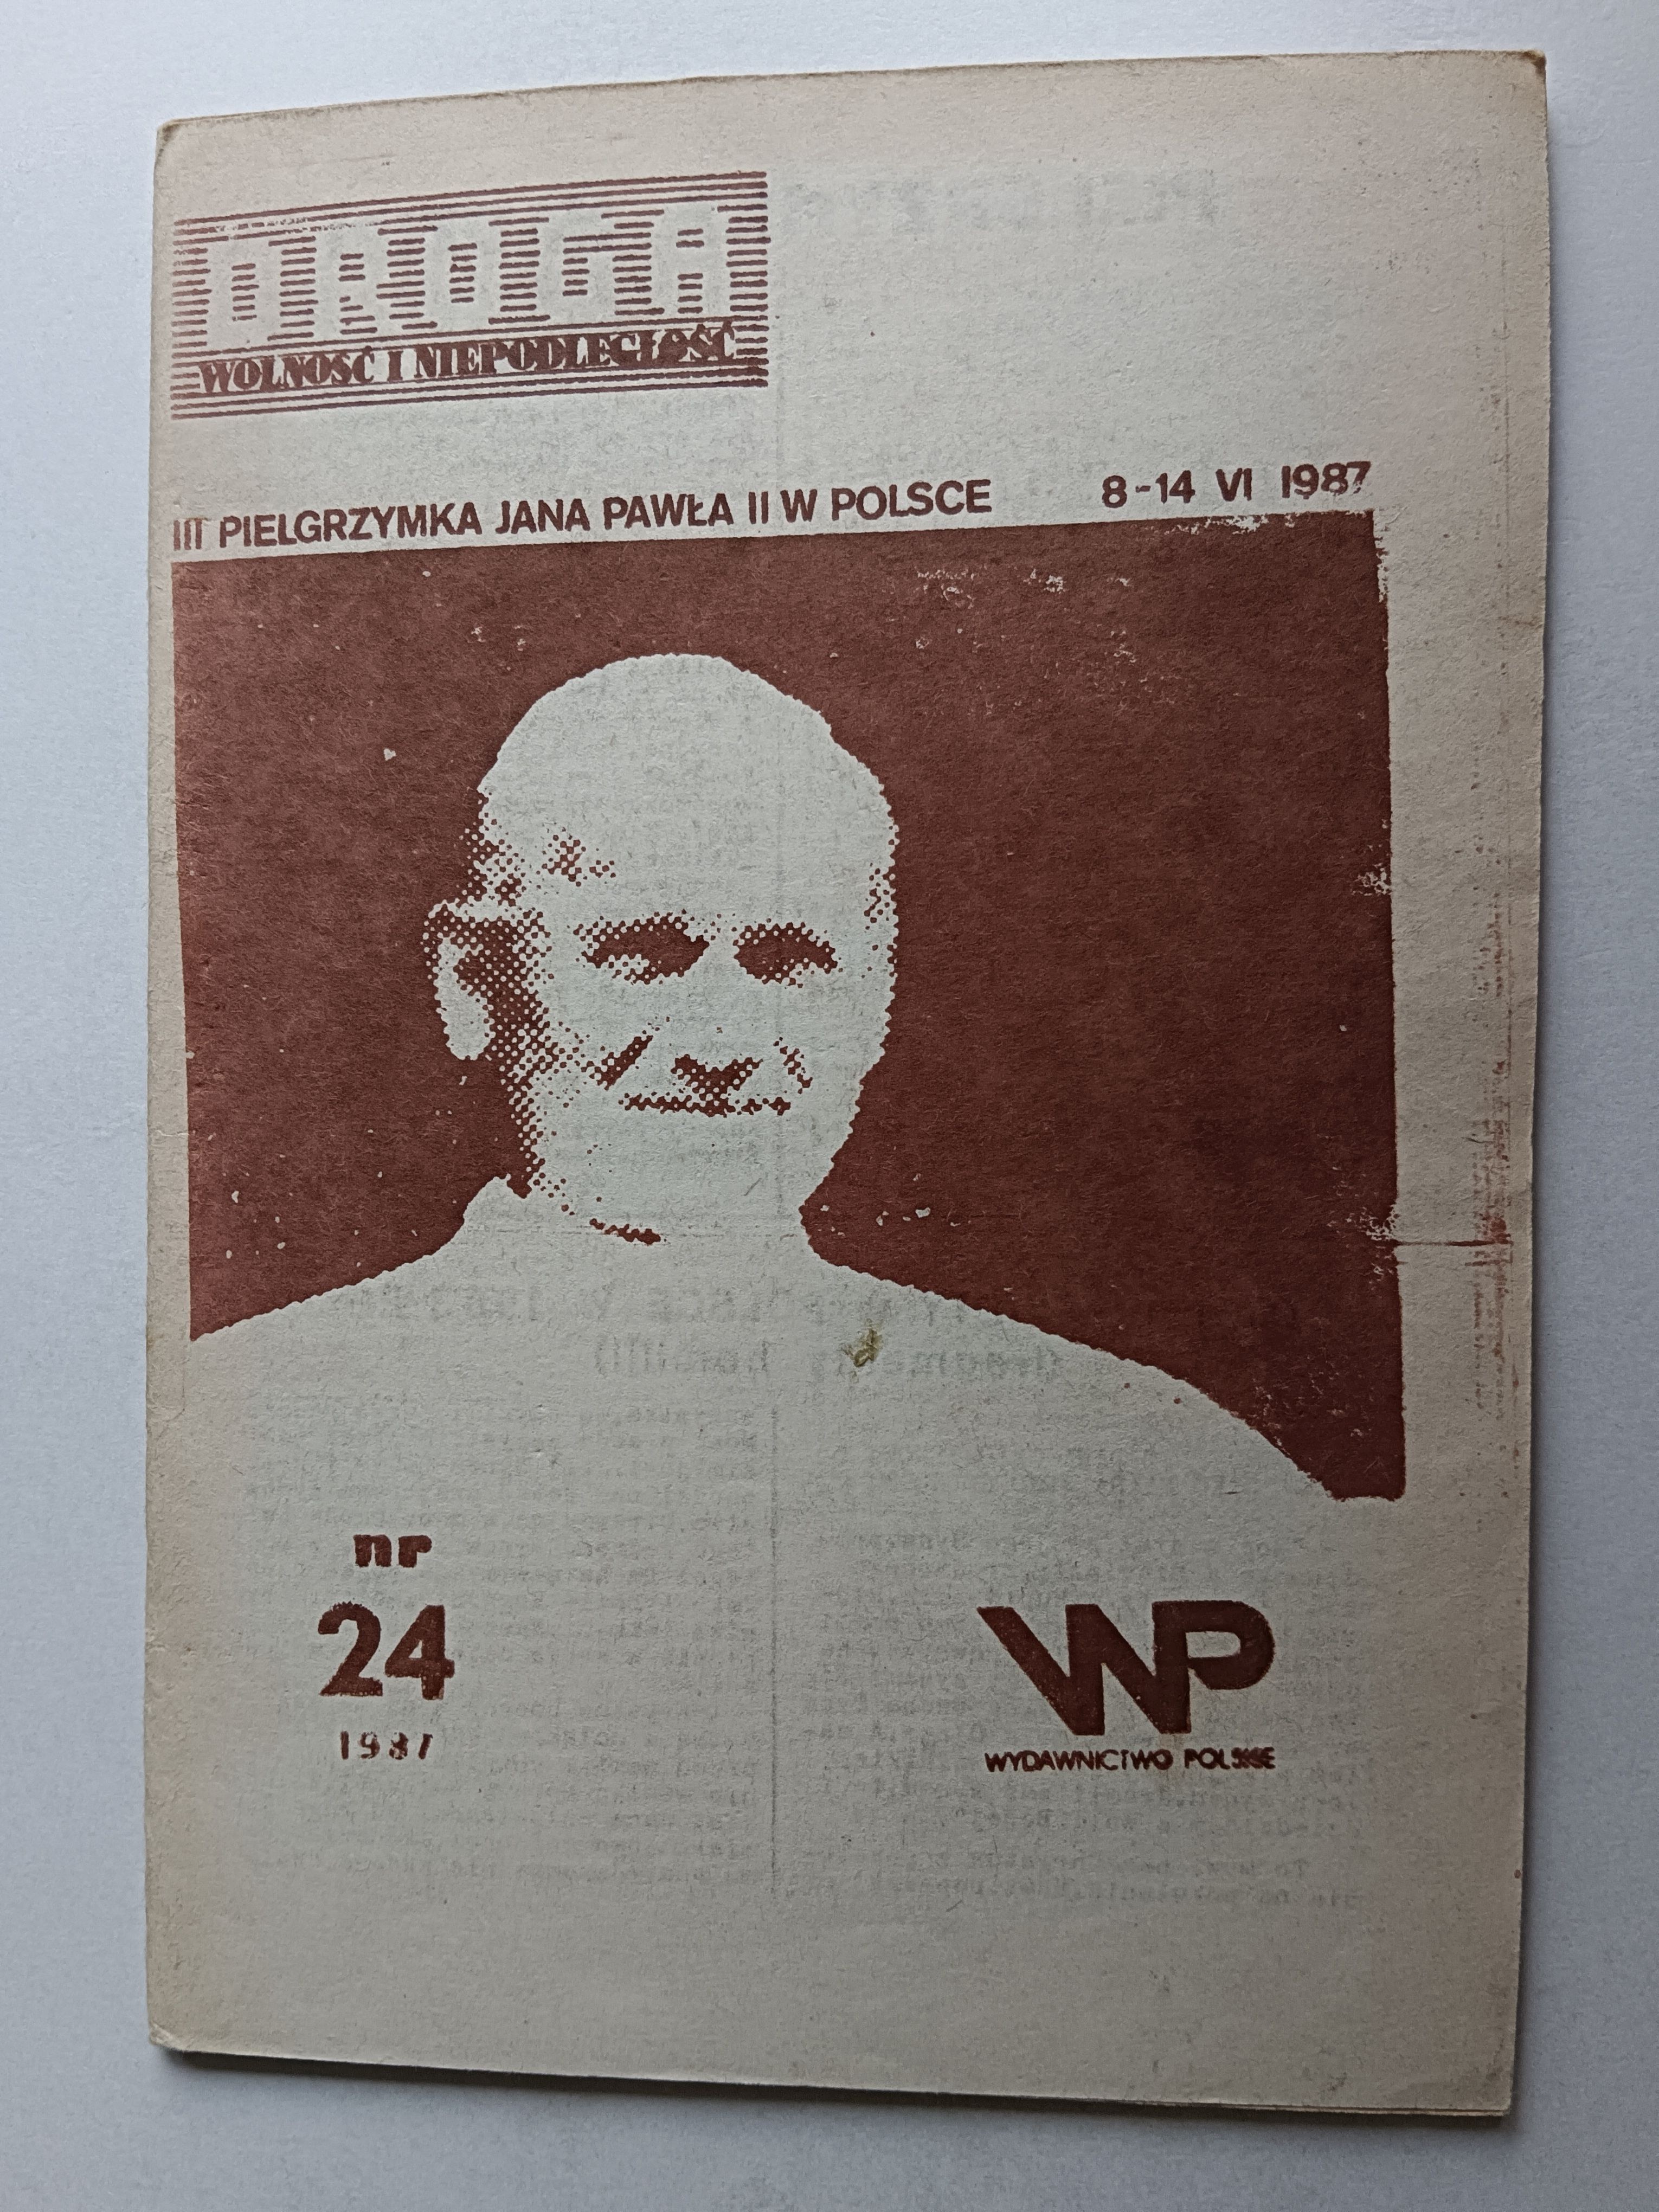 DROGA
WOLNOŚĆ I NIEPODLEGŁOŚĆ
III PIELGRZYMKA JANA PAWŁA II W POLSCE 8-14 VI 1987
nr
24
1987
WP
WYDAWNICTWO POLSKIE